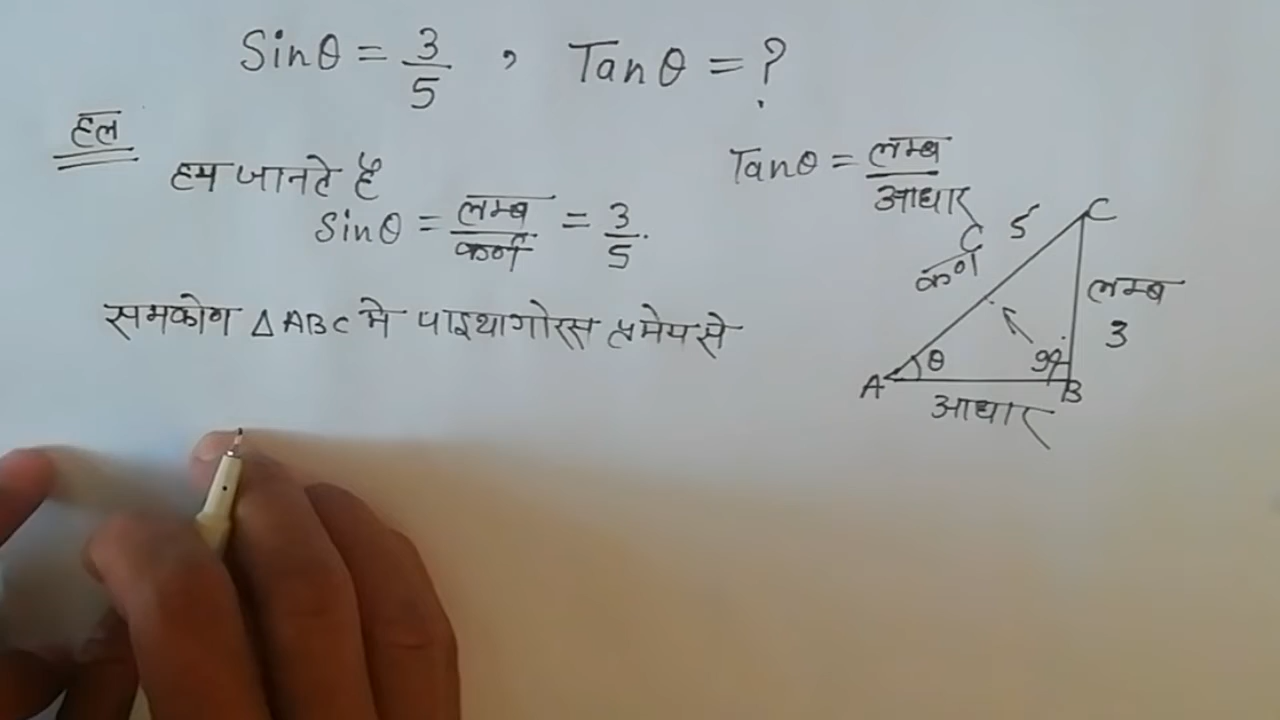 Sinθ = 3/5 , Tanθ = ?
हल
हम जानते है
Sinθ = लम्ब/कर्ण = 3/5.
समकोण △ABC मे पाइथागोरस प्रमेय से
Tanθ = लम्ब/आधार
C
5
कर्ण
लम्ब
3
θ
90
A
B
आधार